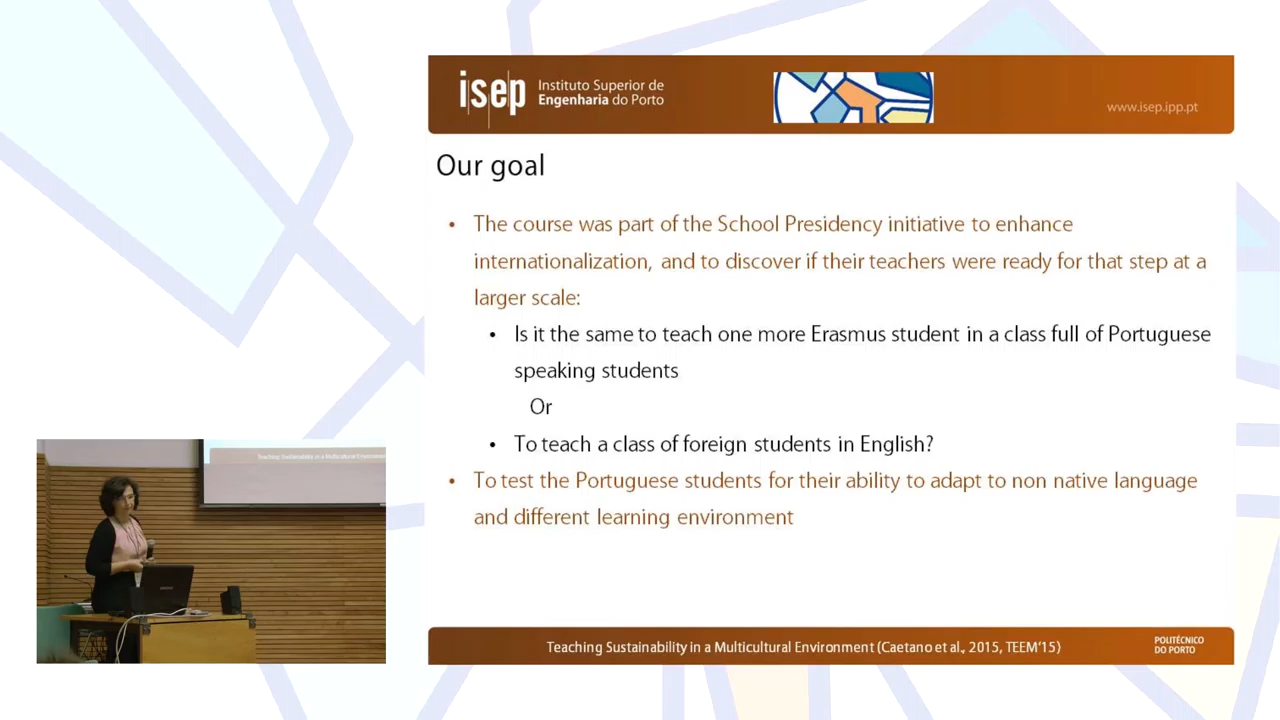 isep
Instituto Superior de
Engenharia do Porto
www.isep.ipp.pt
Our goal
• The course was part of the School Presidency initiative to enhance
internationalization, and to discover if their teachers were ready for that step at a
larger scale:
• Is it the same to teach one more Erasmus student in a class full of Portuguese
speaking students
Or
• To teach a class of foreign students in English?
• To test the Portuguese students for their ability to adapt to non native language
and different learning environment
Teaching Sustainability in a Multicultural Environment
Teaching Sustainability in a Multicultural Environment (Caetano et al., 2015, TEEM'15)
POLITÉCNICO
DO PORTO